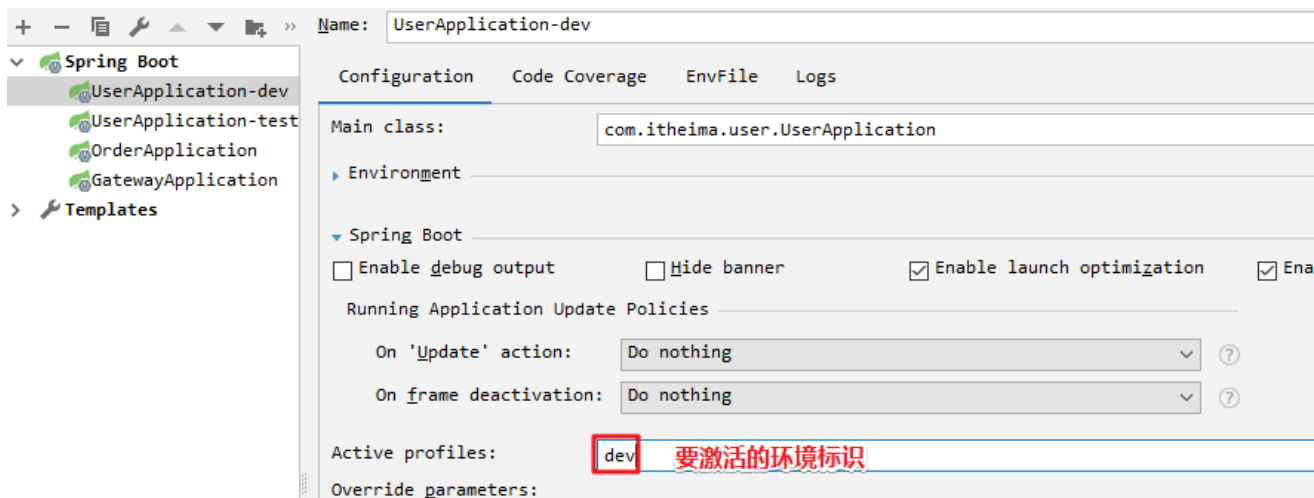 Name: UserApplication-dev
Spring Boot
UserApplication-dev
UserApplication-test
OrderApplication
GatewayApplication
Templates
Configuration Code Coverage EnvFile Logs
Main class: com.itheima.user.UserApplication
Environment
Spring Boot
Enable debug output Hide banner Enable launch optimization Ena
Running Application Update Policies
On 'Update' action: Do nothing ?
On frame deactivation: Do nothing ?
Active profiles: dev 要激活的环境标识
Override parameters: